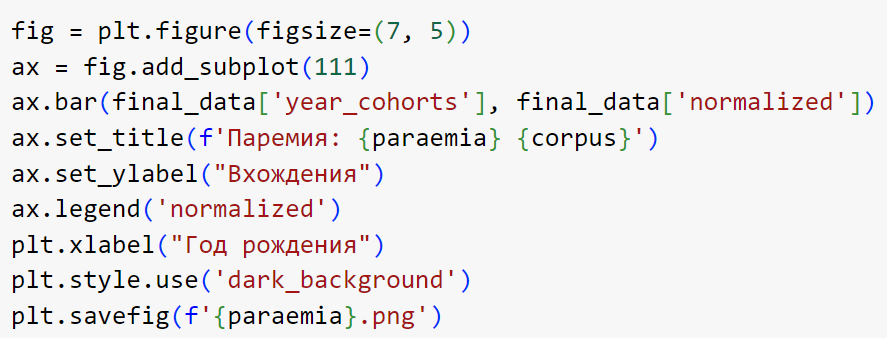 fig = plt.figure(figsize=(7, 5))
ax = fig.add_subplot(111)
ax.bar(final_data['year_cohorts'], final_data['normalized'])
ax.set_title(f'Паремия: {paraemia} {corpus}')
ax.set_ylabel("Вхождения")
ax.legend('normalized')
plt.xlabel("Год рождения")
plt.style.use('dark_background')
plt.savefig(f'{paraemia}.png')